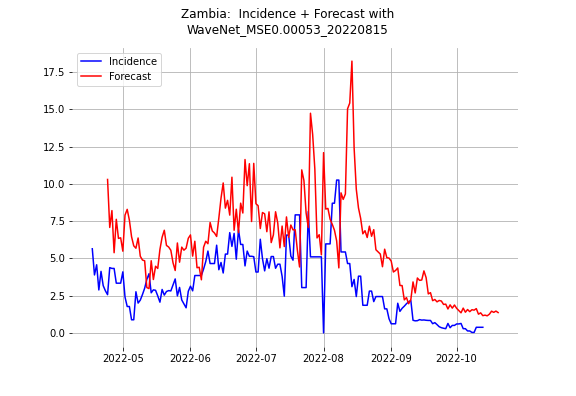 Zambia:  Incidence + Forecast with
WaveNet_MSE0.00053_20220815
Incidence
Forecast
17.5
15.0
12.5
10.0
7.5
5.0
2.5
0.0
2022-05 2022-06 2022-07 2022-08 2022-09 2022-10